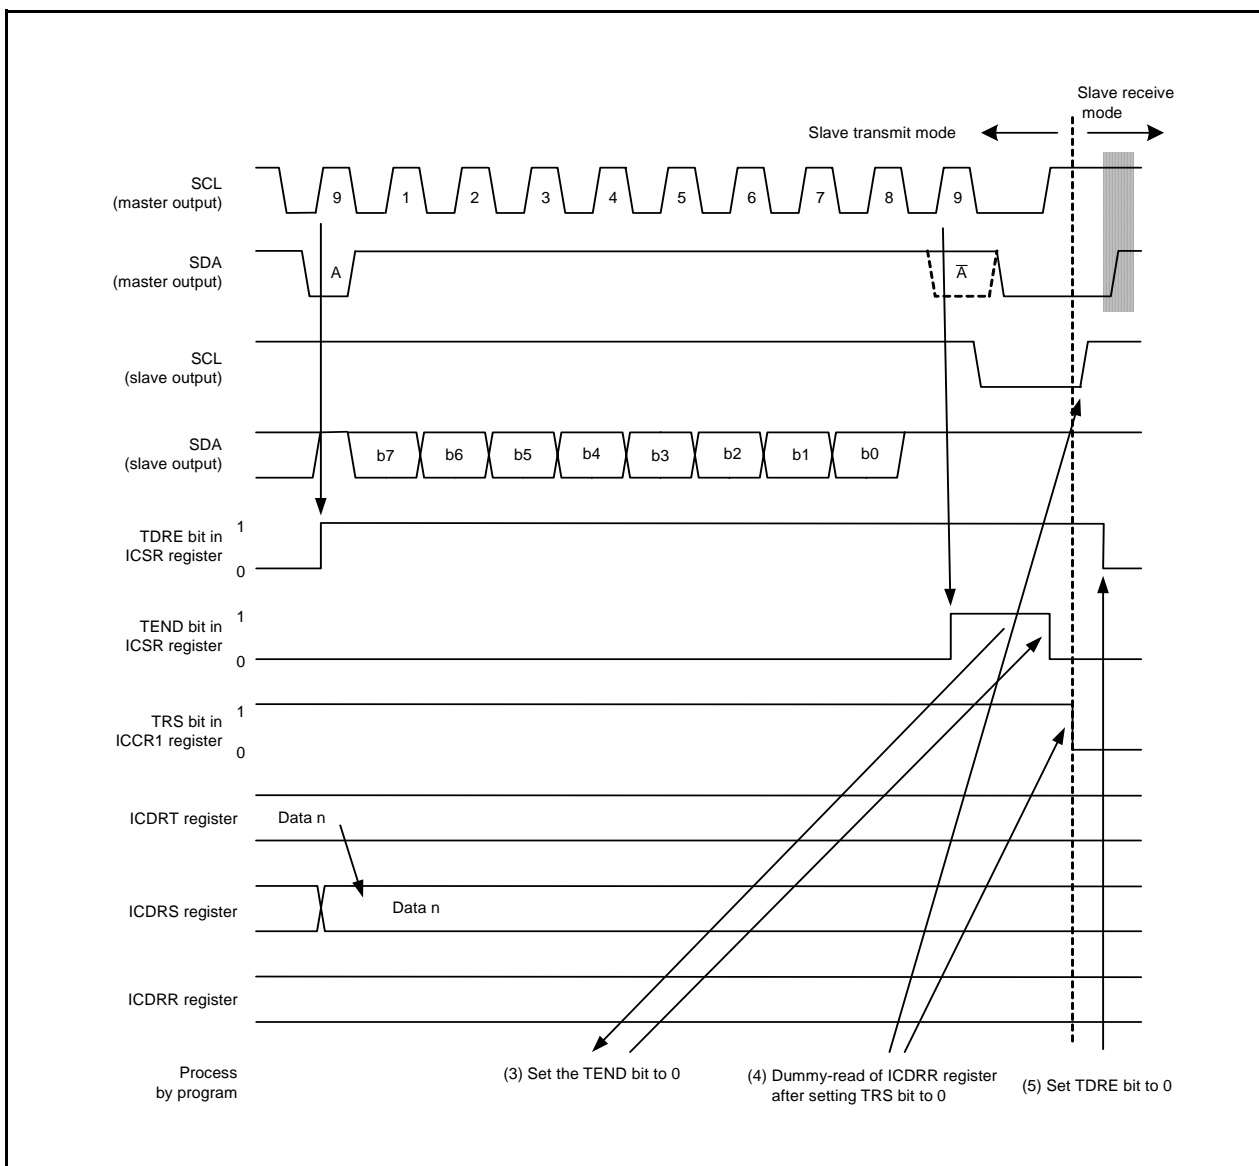 Slave receive
mode
Slave transmit mode
SCL
(master output)
9 1 2 3 4 5 6 7 8 9
SDA
(master output)
A A̅
SCL
(slave output)
SDA
(slave output)
b7 b6 b5 b4 b3 b2 b1 b0
TDRE bit in
ICSR register
1
0
TEND bit in
ICSR register
1
0
TRS bit in
ICCR1 register
1
0
ICDRT register
Data n
ICDRS register
Data n
ICDRR register
Process
by program
(3) Set the TEND bit to 0
(4) Dummy-read of ICDRR register
after setting TRS bit to 0
(5) Set TDRE bit to 0